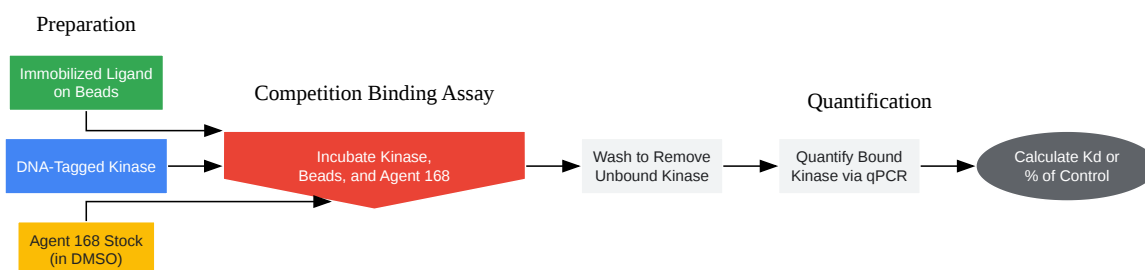 Preparation
Immobilized Ligand
on Beads
Competition Binding Assay
Quantification
DNA-Tagged Kinase
Incubate Kinase,
Beads, and Agent 168
Wash to Remove
Unbound Kinase
Quantify Bound
Kinase via qPCR
Calculate Kd or
% of Control
Agent 168 Stock
(in DMSO)